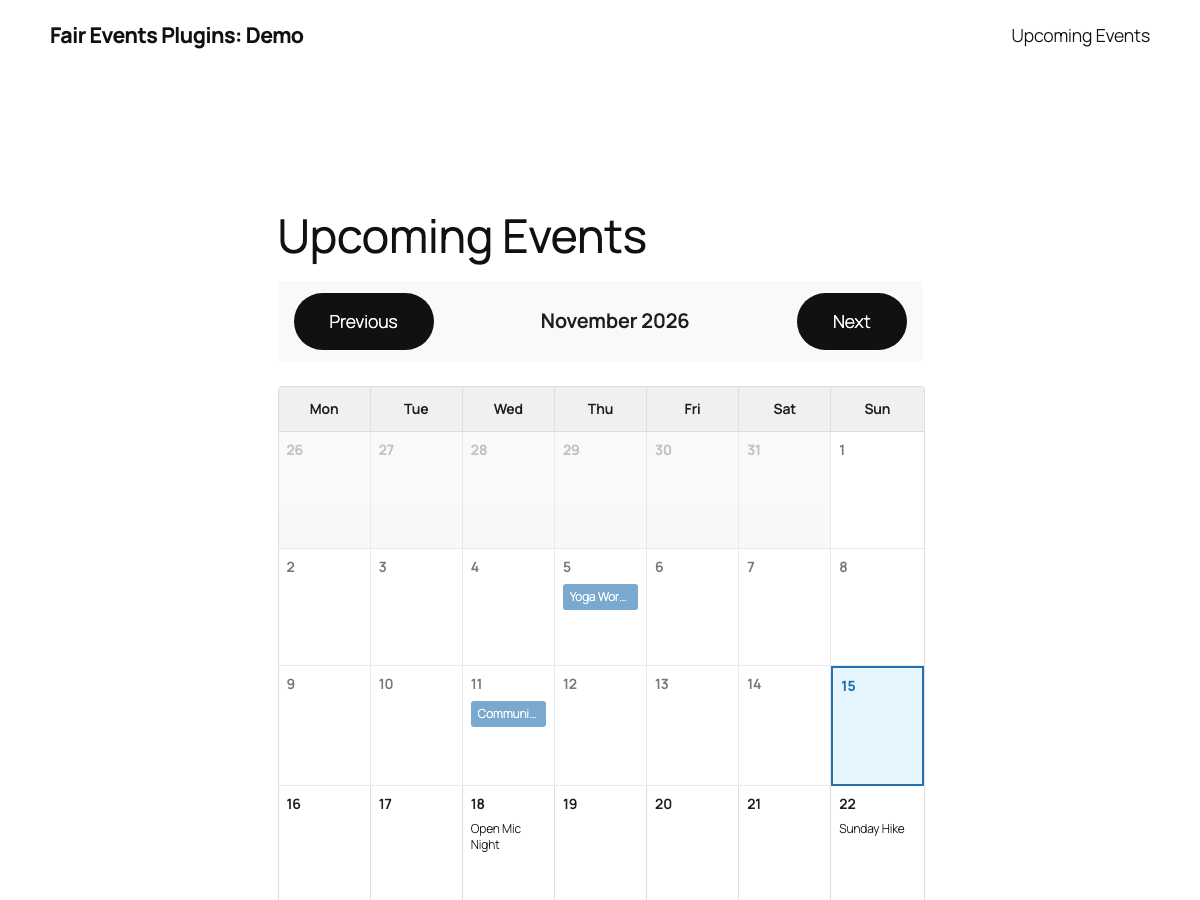 Fair Events Plugins: Demo
Upcoming Events
Upcoming Events
Previous
November 2026
Next
Mon Tue Wed Thu Fri Sat Sun
26 27 28 29 30 31 1
2 3 4 5 6 7 8
Yoga Wor...
9 10 11 12 13 14 15
Communi...
16 17 18 19 20 21 22
Open Mic Sunday Hike
Night